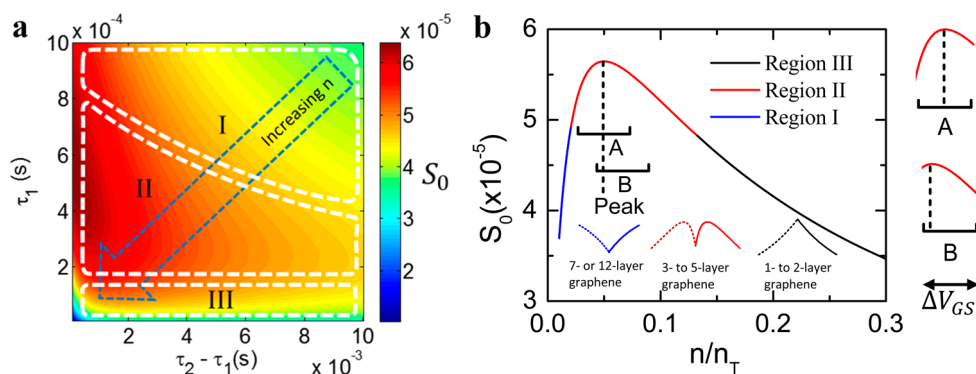 a
x 10⁻⁴
x 10⁻⁵
10
8
6
4
2
τ₁ (s)
I
II
III
Increasing n
2
4
6
8
10
τ₂ - τ₁(s)
x 10⁻³
6
5
4
3
2
1
S₀
b
6
5
4
3
S₀(x10⁻⁵)
Region III
Region II
Region I
A
B
Peak
7- or 12-layer
graphene
3- to 5-layer
graphene
1- to 2-layer
graphene
0.0
0.1
0.2
0.3
n/n_T
A
B
ΔV_GS